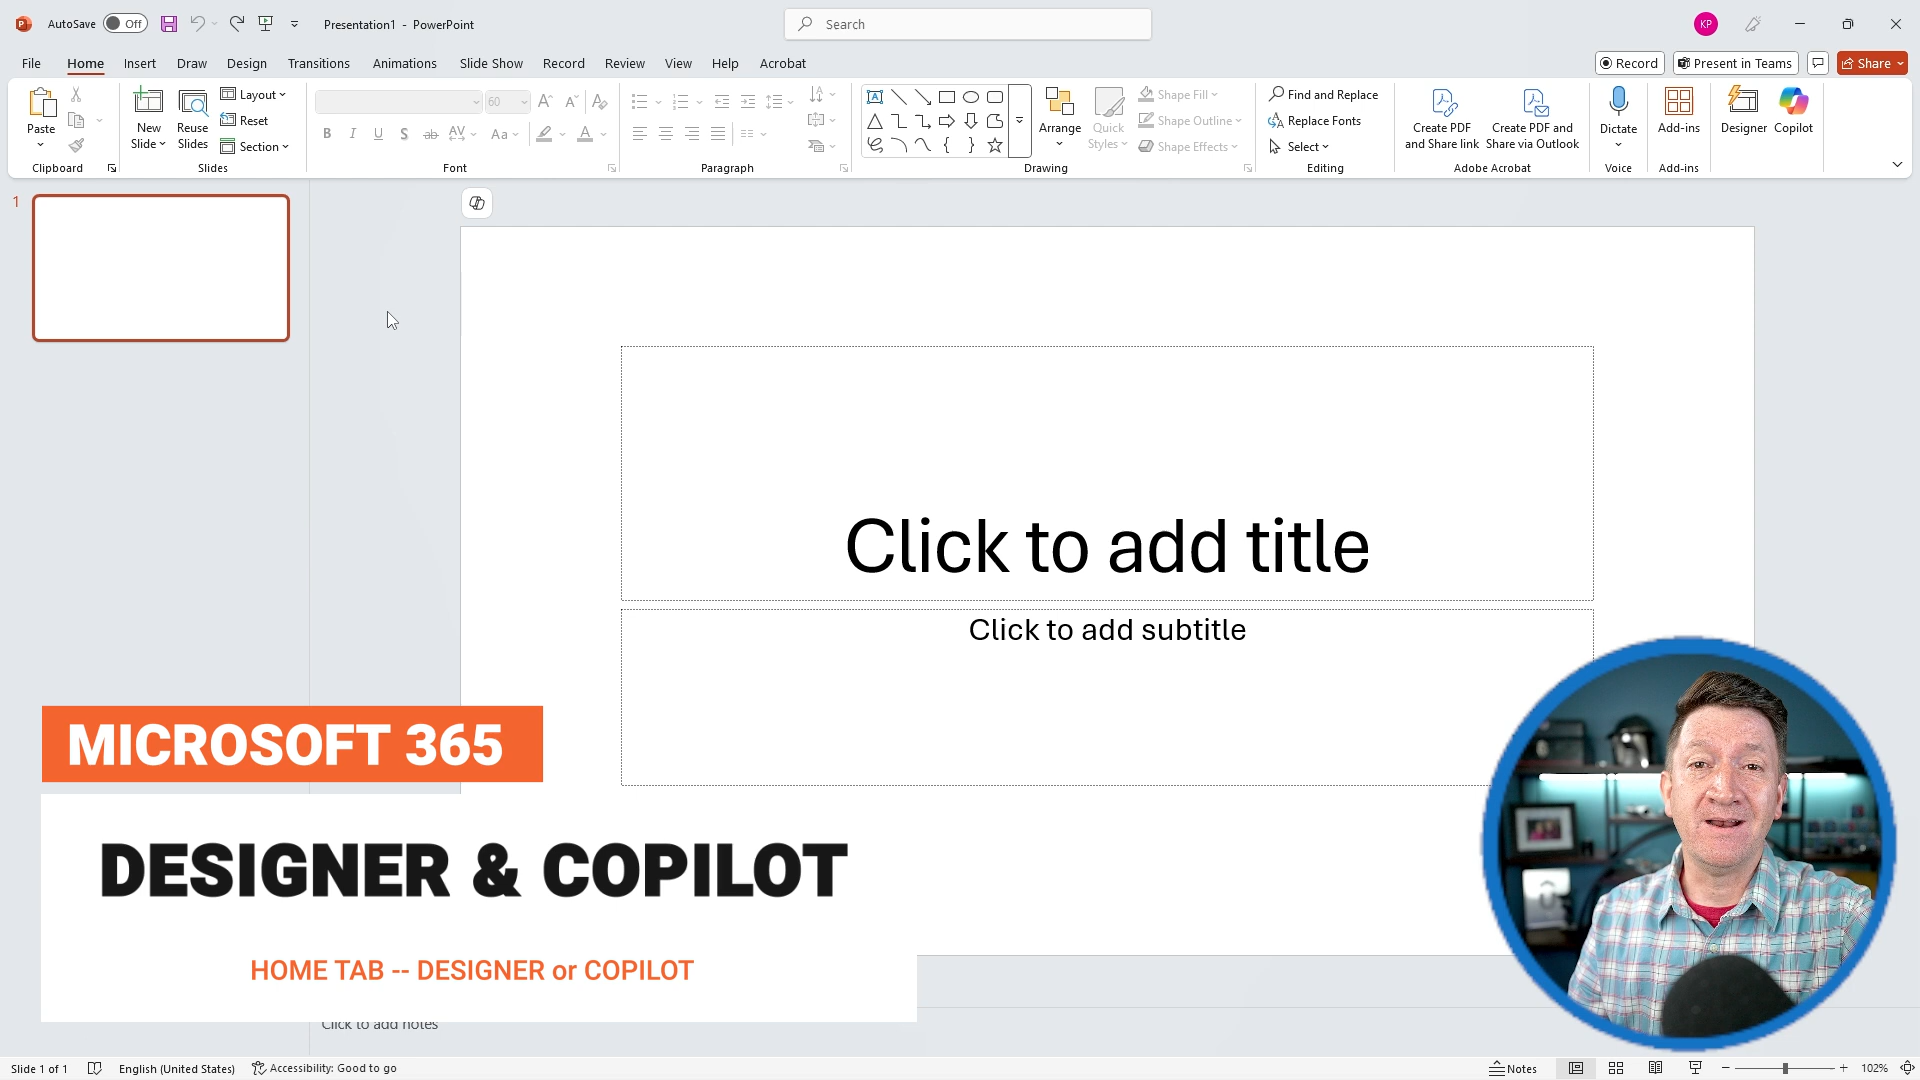 AutoSave Off Presentation1 - PowerPoint Search KP
File Home Insert Draw Design Transitions Animations Slide Show Record Review View Help Acrobat Record Present in Teams Share
Paste
Clipboard
New Slide
Reuse Slides
Layout
Reset
Section
Slides
60
B I U S ab AV Aa A
Font
Paragraph
Arrange
Quick Styles
Shape Fill
Shape Outline
Shape Effects
Drawing
Find and Replace
Replace Fonts
Select
Editing
Create PDF and Share link
Create PDF and Share via Outlook
Adobe Acrobat
Dictate
Voice
Add-ins
Add-ins
Designer
Copilot
1
Click to add title
Click to add subtitle
MICROSOFT 365
DESIGNER & COPILOT
HOME TAB -- DESIGNER or COPILOT
Click to add notes
Slide 1 of 1 English (United States) Accessibility: Good to go Notes 102%